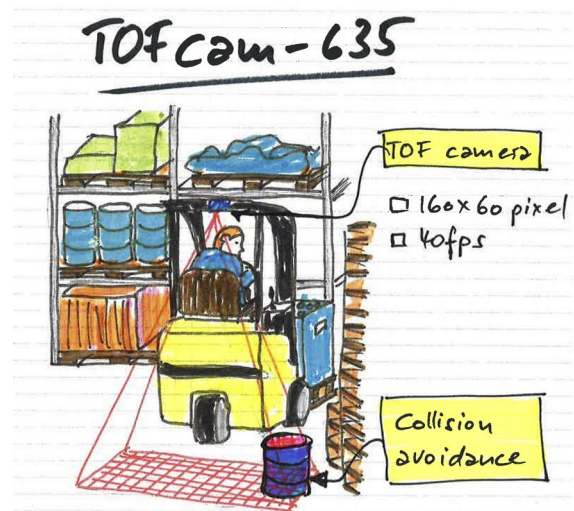 TOFcam-635
TOF camera
160x60 pixel
40fps
Collision
avoidance